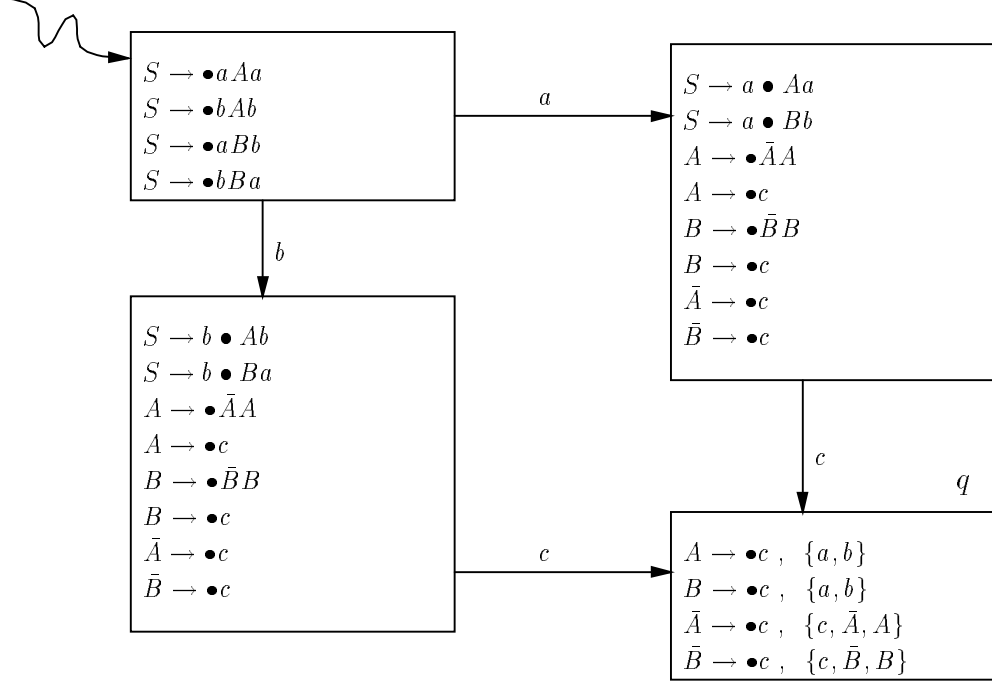 S → •aAa
S → •bAb
S → •aBb
S → •bBa
a
S → a • Aa
S → a • Bb
A → •ĀA
A → •c
B → •B̄B
B → •c
Ā → •c
B̄ → •c
b
S → b • Ab
S → b • Ba
A → •ĀA
A → •c
B → •B̄B
B → •c
Ā → •c
B̄ → •c
c
c
q
A → •c , {a, b}
B → •c , {a, b}
Ā → •c , {c, Ā, A}
B̄ → •c , {c, B̄, B}